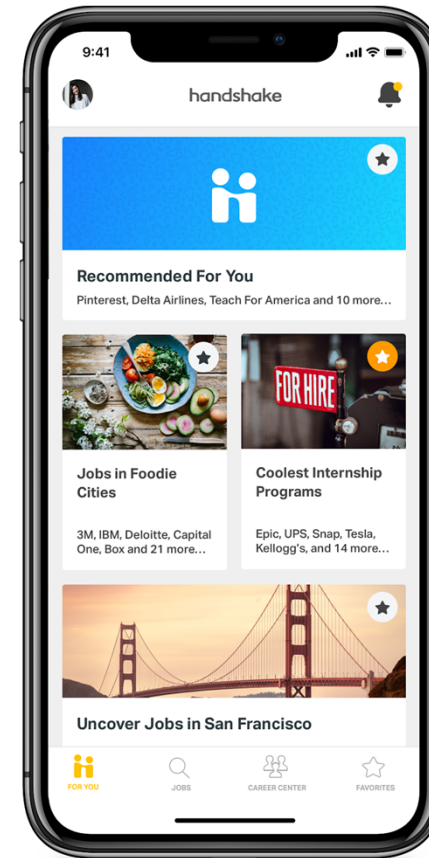 9:41
handshake
Recommended For You
Pinterest, Delta Airlines, Teach For America and 10 more...
Jobs in Foodie
Cities
3M, IBM, Deloitte, Capital
One, Box and 21 more...
FOR HIRE
Coolest Internship
Programs
Epic, UPS, Snap, Tesla,
Kellogg's, and 14 more...
Uncover Jobs in San Francisco
FOR YOU
JOBS
CAREER CENTER
FAVORITES